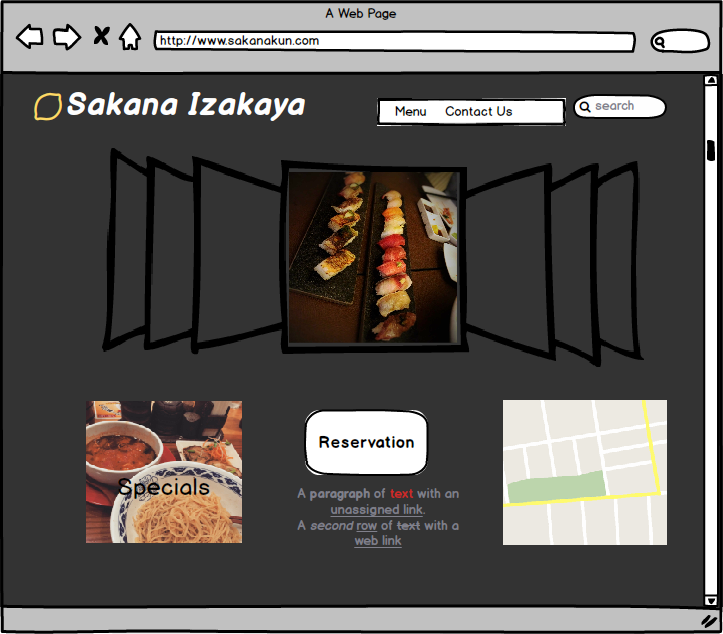 A Web Page
http://www.sakanakun.com
Sakana Izakaya
Menu Contact Us
search
Specials
Reservation
A paragraph of text with an
unassigned link.
A second row of text with a
web link